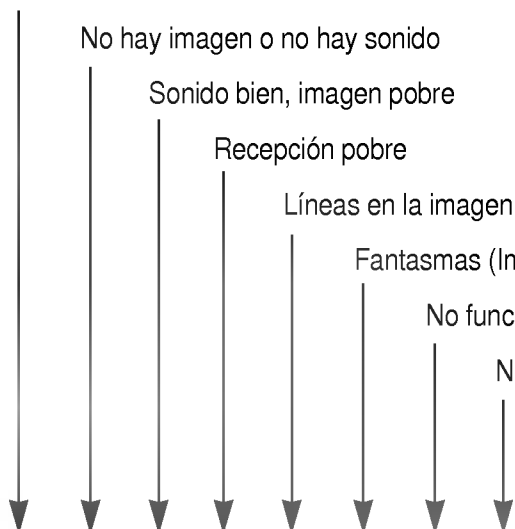 No hay imagen o no hay sonido
Sonido bien, imagen pobre
Recepción pobre
Líneas en la imagen
Fantasmas (In
No func
N